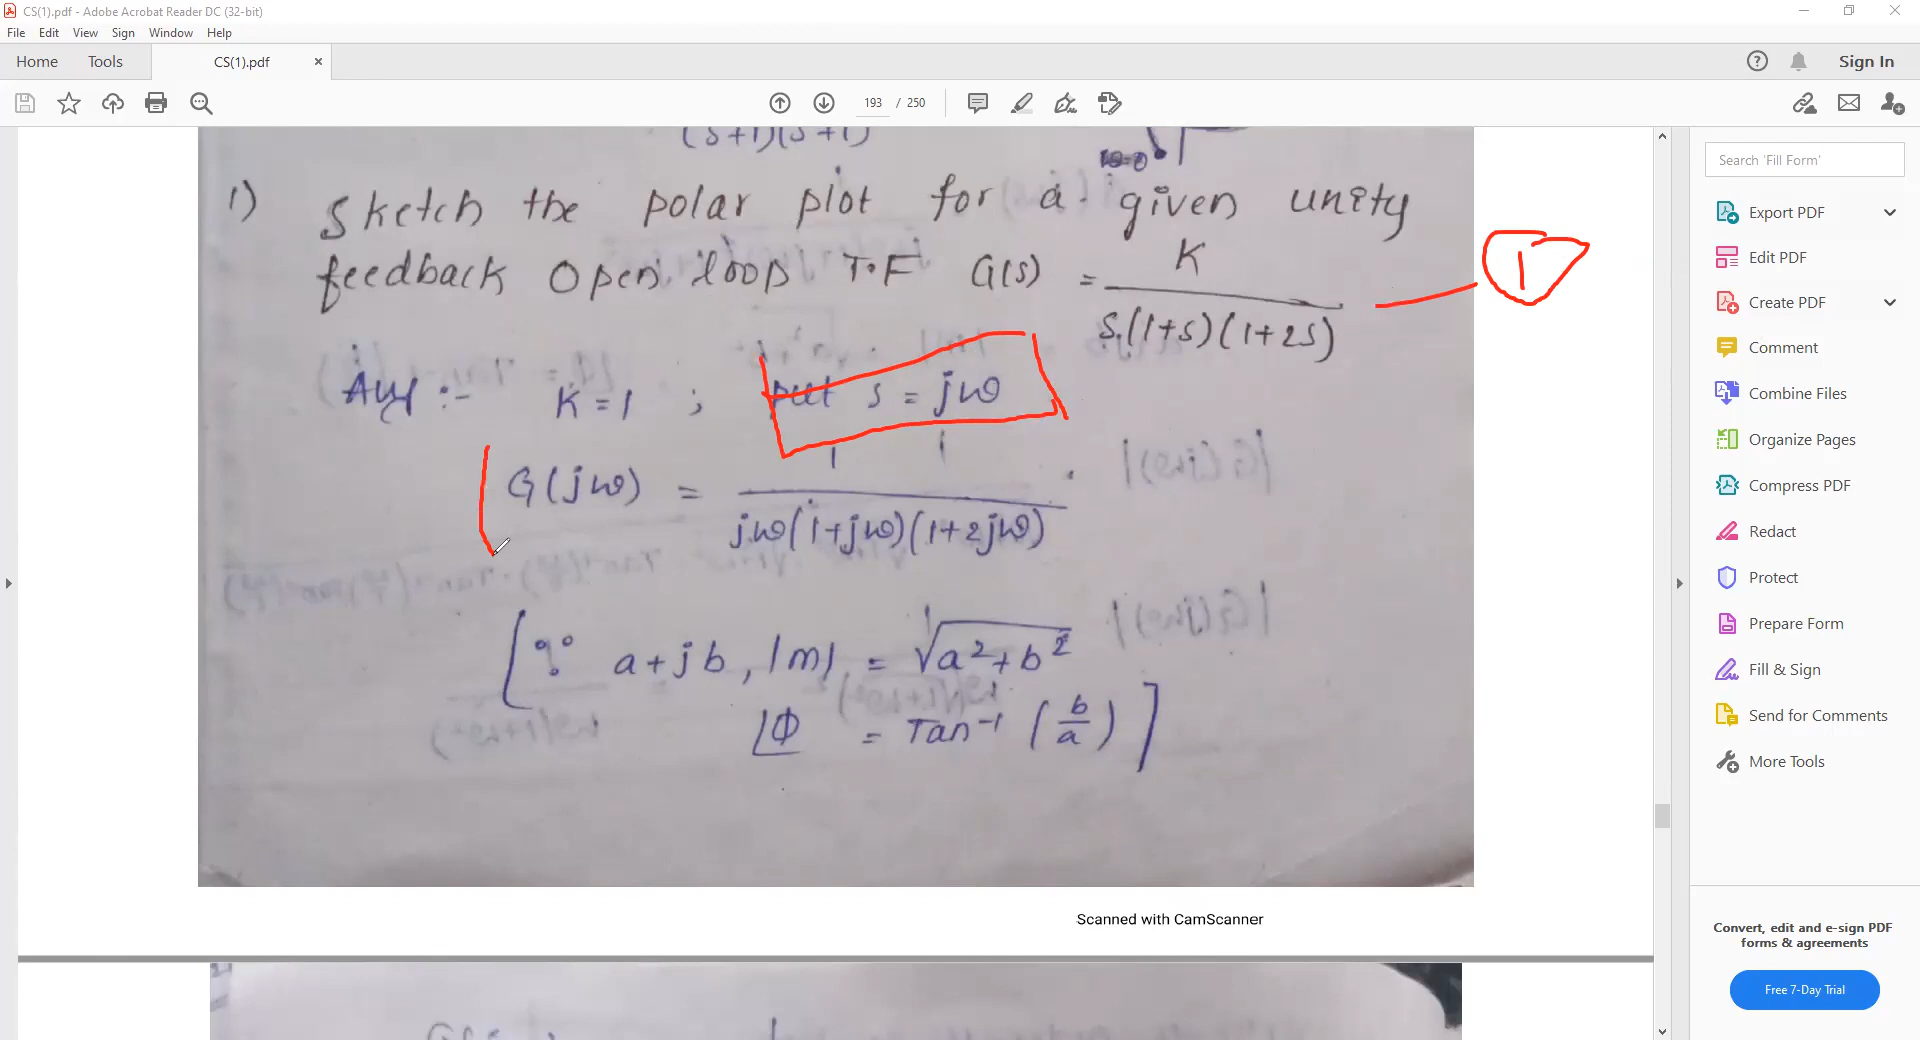 CS(1).pdf - Adobe Acrobat Reader DC (32-bit)
File Edit View Sign Window Help
Home Tools CS(1).pdf × Sign In
193 / 250
(S+1)(S+1)
ω=0
1) Sketch the polar plot for a given unity
feedback Open loop T.F G(s) = K / S(1+S)(1+2S)
1
Ans :- K=1 ; put s = jω
G(jω) = 1 / jω(1+jω)(1+2jω)
[∵ a+jb, |m| = √a²+b²
∠Φ = Tan⁻¹ (b/a) ]
Scanned with CamScanner
Search 'Fill Form'
Export PDF
Edit PDF
Create PDF
Comment
Combine Files
Organize Pages
Compress PDF
Redact
Protect
Prepare Form
Fill & Sign
Send for Comments
More Tools
Convert, edit and e-sign PDF
forms & agreements
Free 7-Day Trial